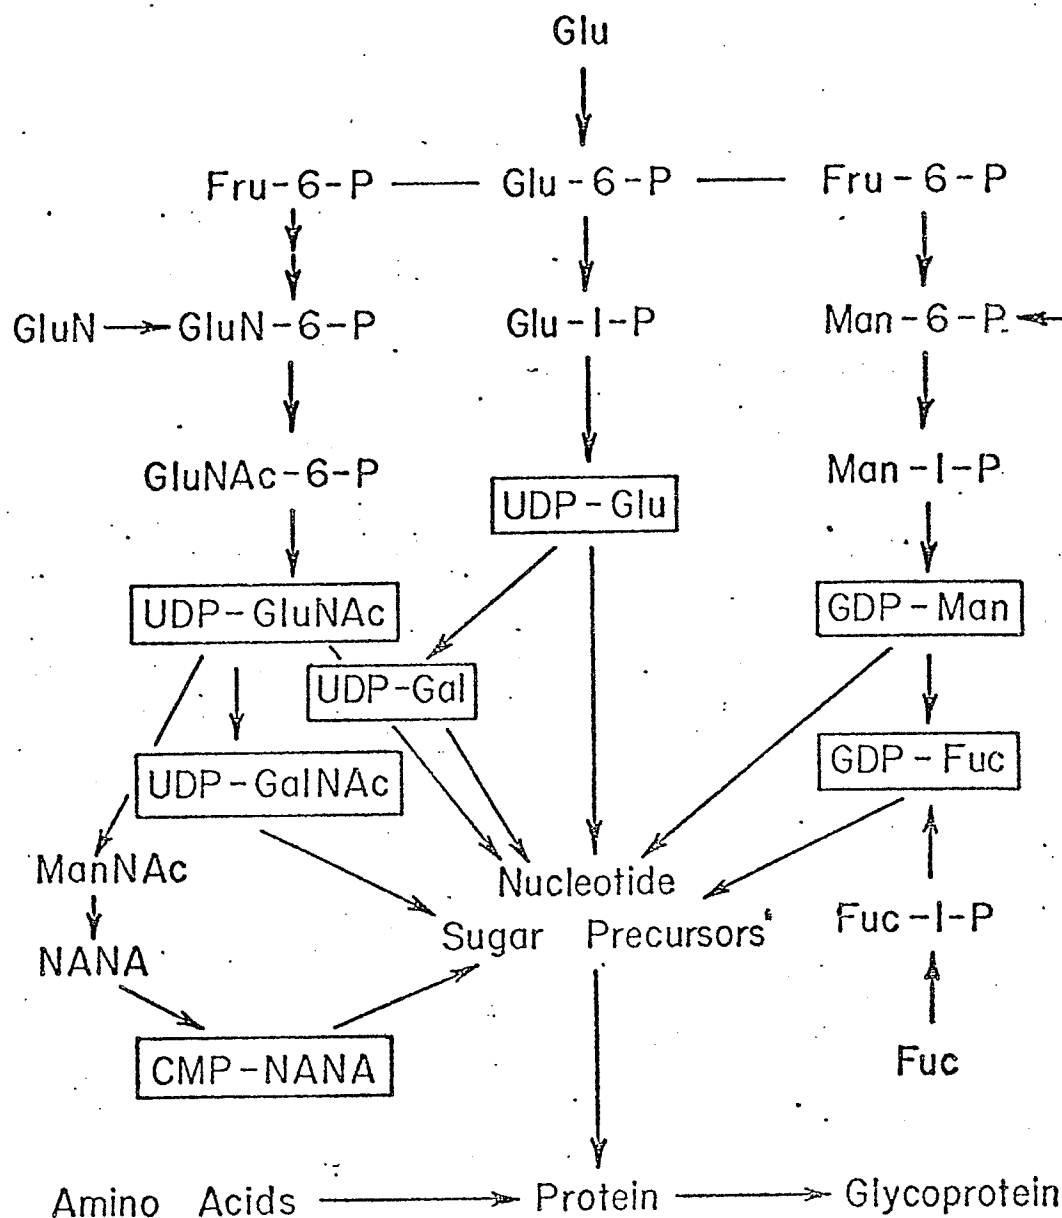 Glu
Fru-6-P Glu-6-P Fru-6-P
GluN GluN-6-P Glu-1-P Man-6-P
GluNAc-6-P Man-1-P
UDP-Glu
UDP-GluNAc GDP-Man
UDP-Gal
UDP-GalNAc GDP-Fuc
ManNAc
Nucleotide
Sugar Precursors
Fuc-1-P
NANA
CMP-NANA
Fuc
Amino Acids Protein Glycoprotein